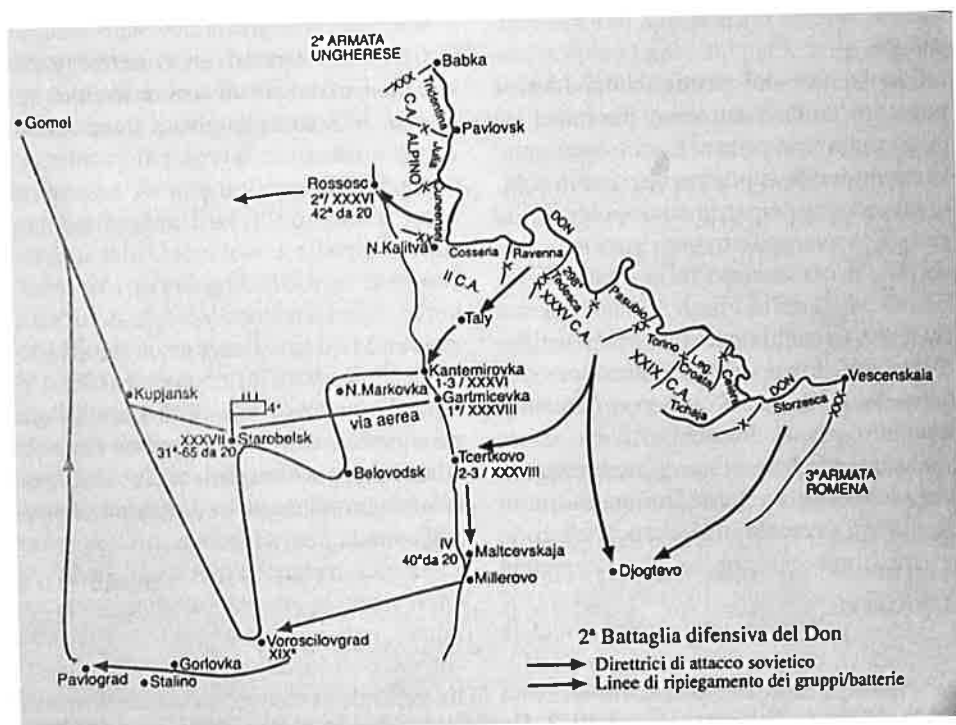 2ª ARMATA
UNGHERESE
Babka
XXX
Tridentina
C.A. ALPINO
Julia
Cuneense
Pavlovsk
Gomel
Rossosc
2ª/ XXXVI
42ª da 20
N.Kalitva
Cosseria
Ravenna
DON
II C.A.
298ª
Tedesca
XXXV C.A.
Pasubio
Torino
Leg.
Croata
Celere
XXIX C.A.
Tichaja
DON
Sforzesca
Vescenskaia
XXX
Taly
Kantemirovka
1-3 / XXXVI
Gartmicevka
1ª/ XXXVIII
N.Markovka
via aerea
Kupjansk
4ª
XXXVII
Starobelsk
31ª-65 da 20
Belovodsk
Tcertkovo
2-3 / XXXVIII
3ª ARMATA
ROMENA
IV
40ª da 20
Maltcevskaja
Millerovo
Djogtevo
Voroscilovgrad
XIXª
Gorlovka
Stalino
Pavlograd
2ª Battaglia difensiva del Don
Direttrici di attacco sovietico
Linee di ripiegamento dei gruppi/batterie